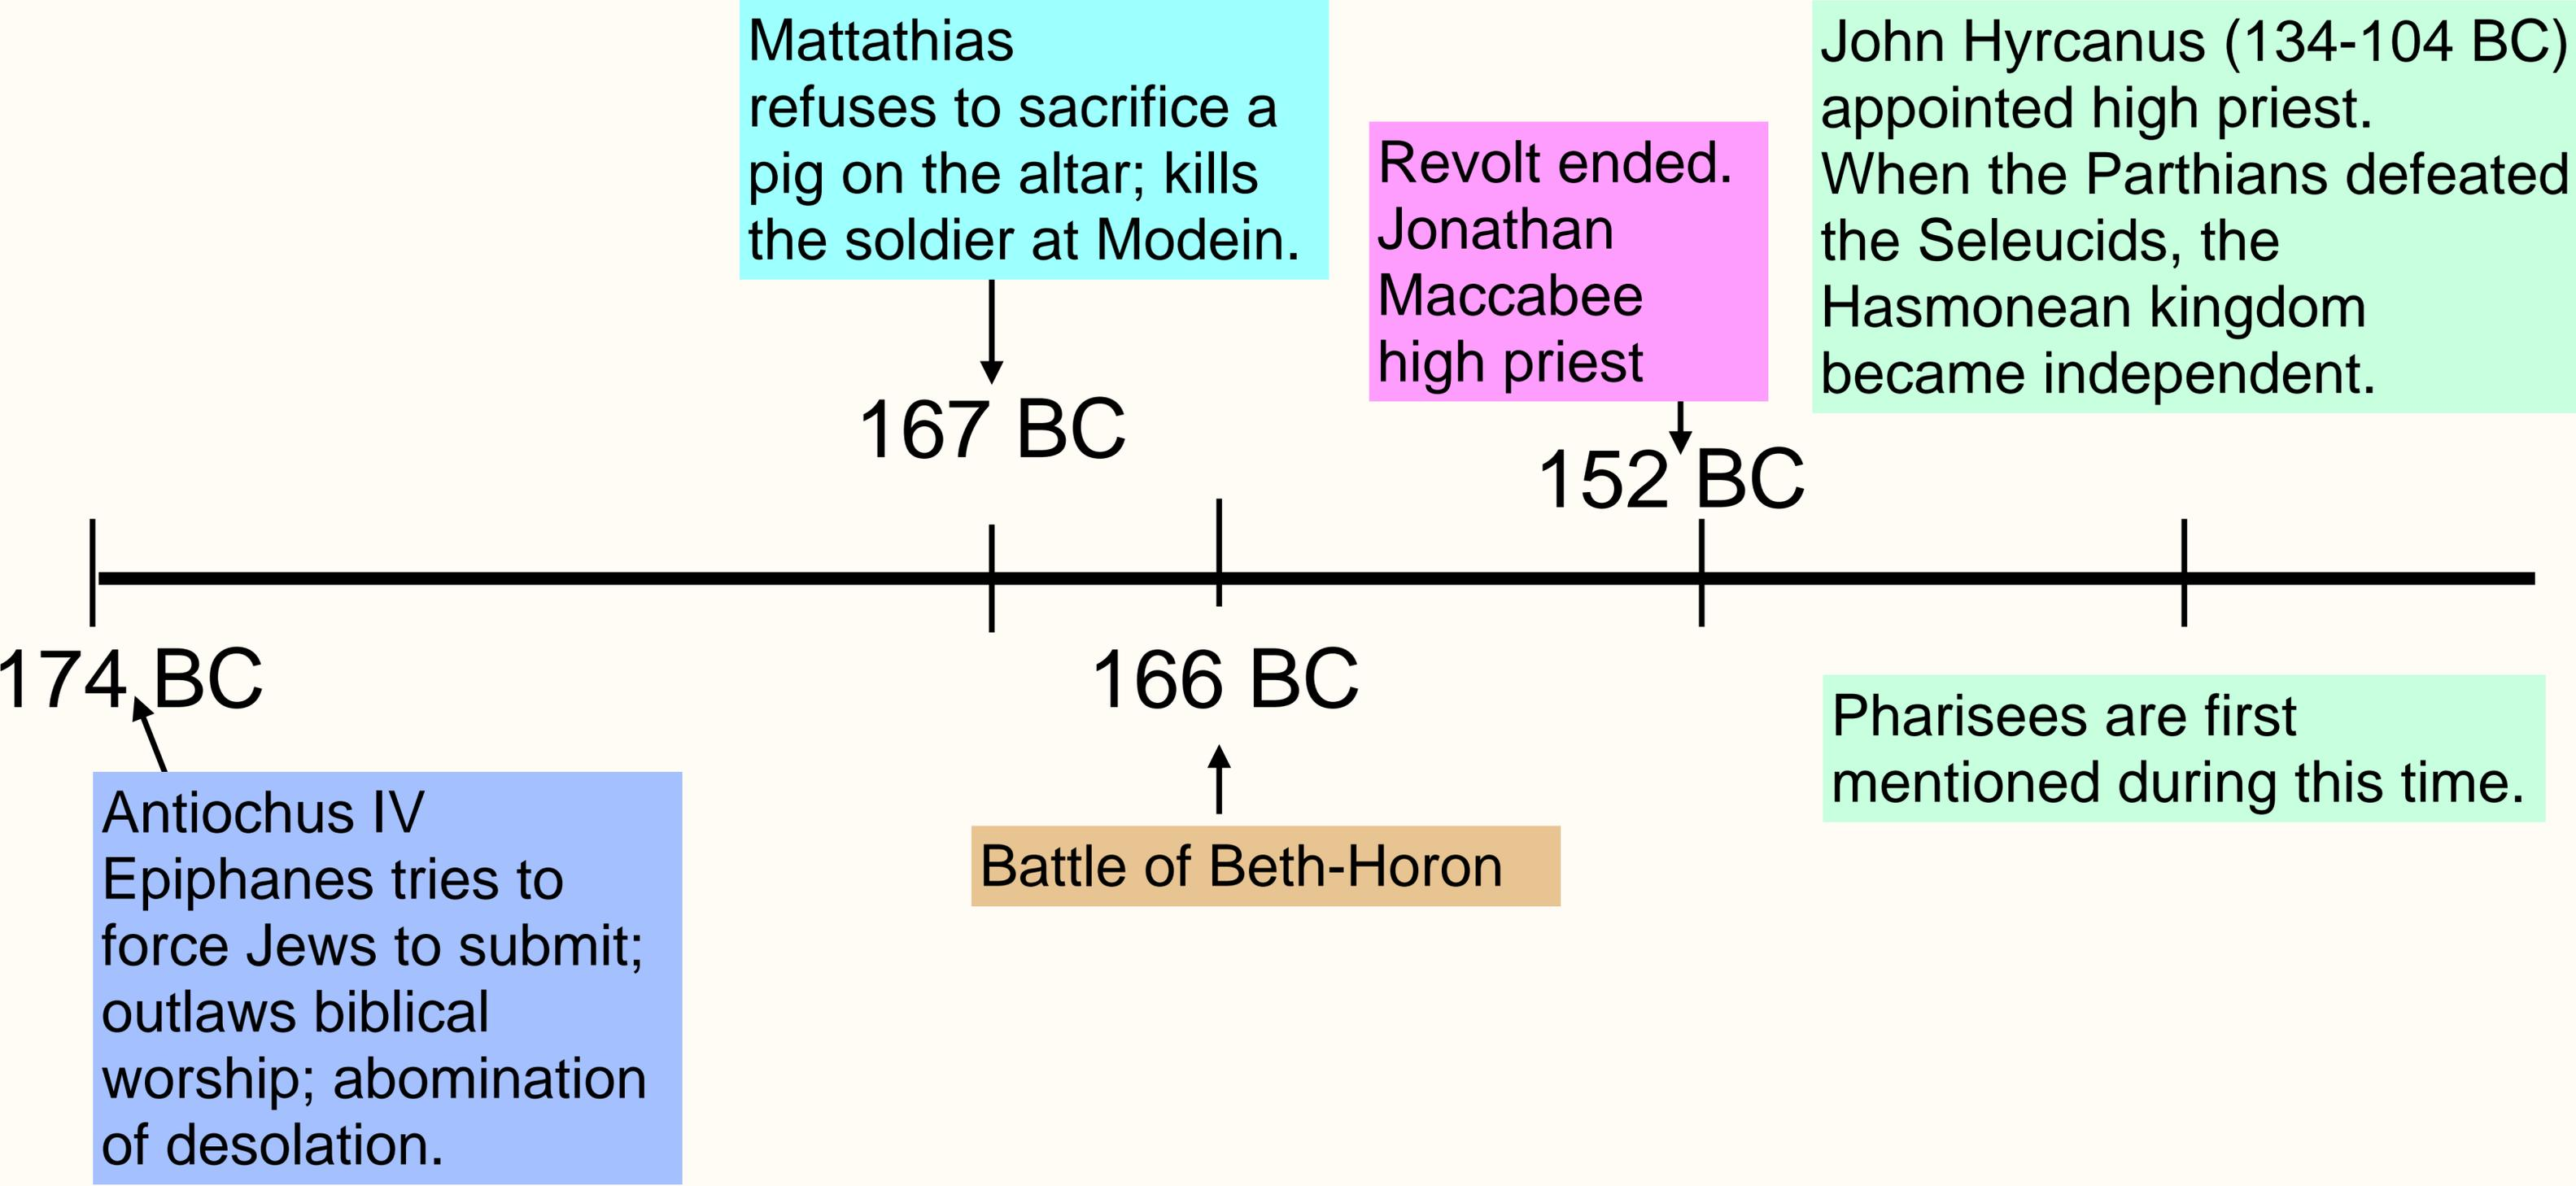 Mattathias
refuses to sacrifice a
pig on the altar; kills
the soldier at Modein.
167 BC
Revolt ended.
Jonathan
Maccabee
high priest
152 BC
John Hyrcanus (134-104 BC)
appointed high priest.
When the Parthians defeated
the Seleucids, the
Hasmonean kingdom
became independent.
174 BC
Antiochus IV
Epiphanes tries to
force Jews to submit;
outlaws biblical
worship; abomination
of desolation.
166 BC
Battle of Beth-Horon
Pharisees are first
mentioned during this time.